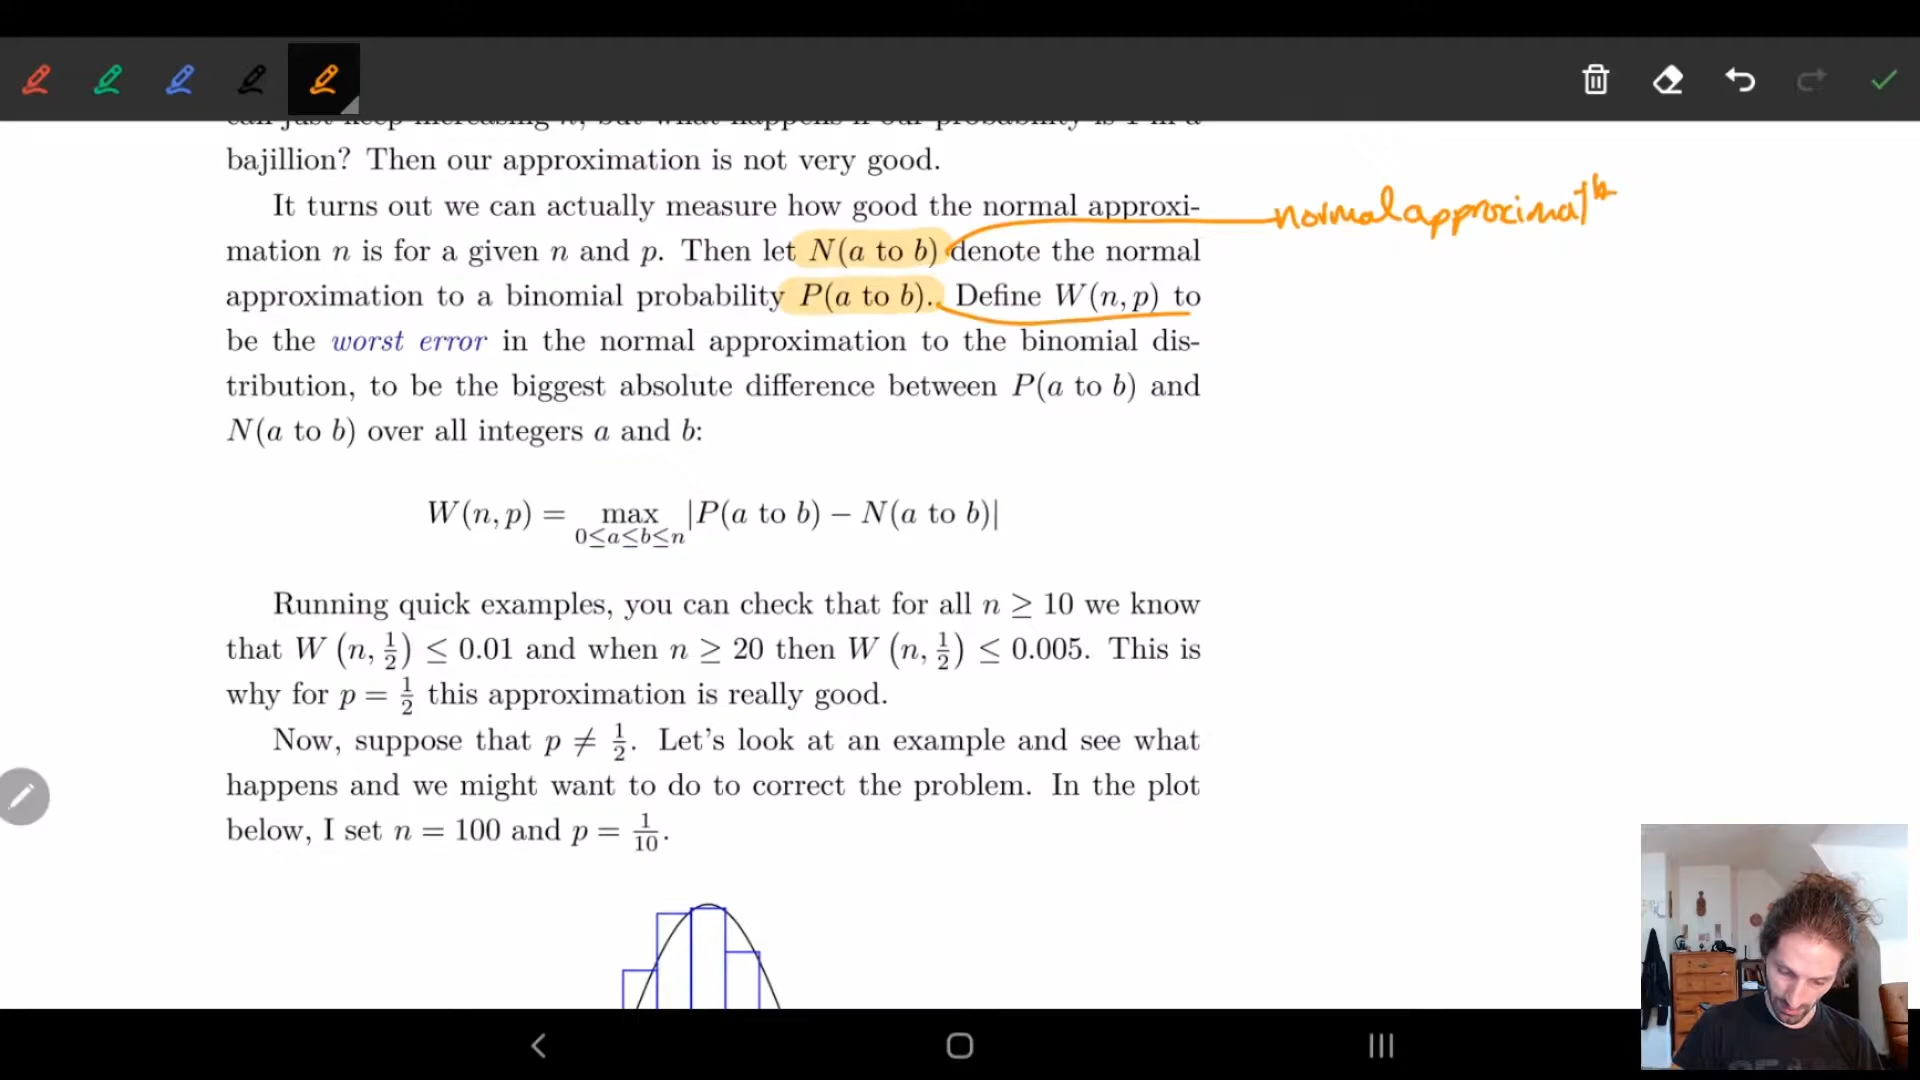 bajillion? Then our approximation is not very good.
It turns out we can actually measure how good the normal approxi-
mation n is for a given n and p. Then let N(a to b) denote the normal
approximation to a binomial probability P(a to b).. Define W(n, p) to
be the worst error in the normal approximation to the binomial dis-
tribution, to be the biggest absolute difference between P(a to b) and
N(a to b) over all integers a and b:
W(n, p) = max |P(a to b) − N(a to b)|
0≤a≤b≤n
Running quick examples, you can check that for all n ≥ 10 we know
that W (n, 1/2) ≤ 0.01 and when n ≥ 20 then W (n, 1/2) ≤ 0.005. This is
why for p = 1/2 this approximation is really good.
Now, suppose that p ≠ 1/2. Let's look at an example and see what
happens and we might want to do to correct the problem. In the plot
below, I set n = 100 and p = 1/10.
normal